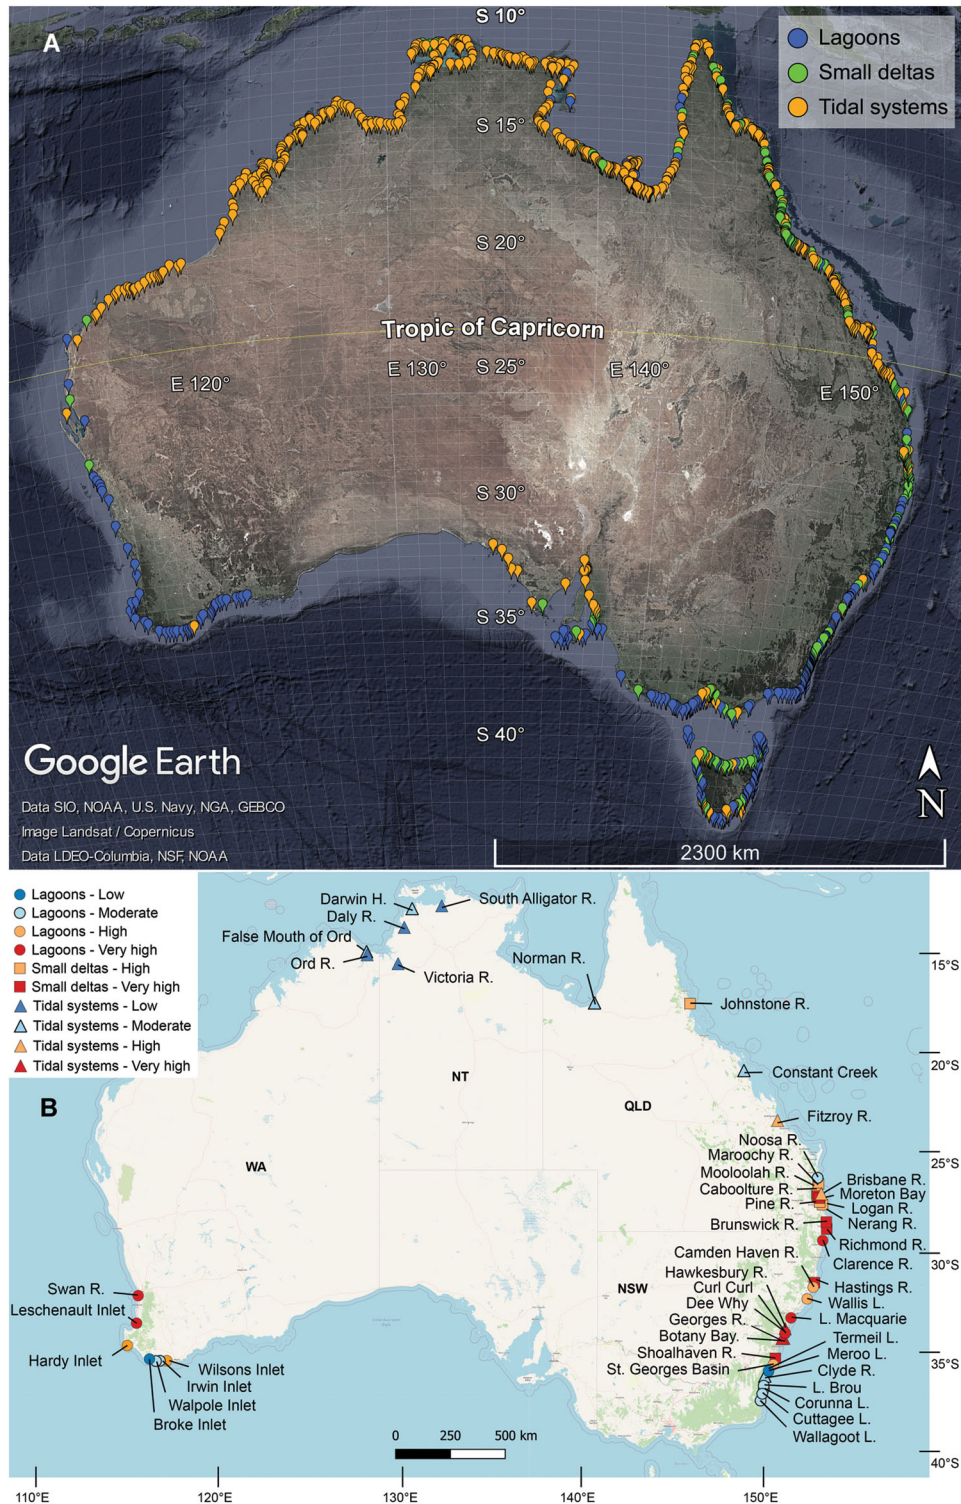 A
S 10°
Lagoons
Small deltas
Tidal systems
S 15°
S 20°
Tropic of Capricorn
E 120°
E 130°
S 25°
E 140°
E 150°
S 30°
S 35°
S 40°
Google Earth
Data SIO, NOAA, U.S. Navy, NGA, GEBCO
Image Landsat / Copernicus
Data LDEO-Columbia, NSF, NOAA
N
2300 km
Lagoons - Low
Lagoons - Moderate
Lagoons - High
Lagoons - Very high
Small deltas - High
Small deltas - Very high
Tidal systems - Low
Tidal systems - Moderate
Tidal systems - High
Tidal systems - Very high
B
Darwin H.
South Alligator R.
Daly R.
False Mouth of Ord
Ord R.
Victoria R.
Norman R.
Johnstone R.
Constant Creek
Fitzroy R.
NT
QLD
WA
NSW
Noosa R.
Maroochy R.
Mooloolah R.
Caboolture R.
Pine R.
Brisbane R.
Moreton Bay
Logan R.
Nerang R.
Brunswick R.
Richmond R.
Clarence R.
Camden Haven R.
Hawkesbury R.
Hastings R.
Curl Curl
Wallis L.
Dee Why
L. Macquarie
Georges R.
Botany Bay.
Termeil L.
Shoalhaven R.
Meroo L.
St. Georges Basin
Clyde R.
L. Brou
Corunna L.
Cuttagee L.
Wallagoot L.
Swan R.
Leschenault Inlet
Hardy Inlet
Wilsons Inlet
Irwin Inlet
Walpole Inlet
Broke Inlet
15°S
20°S
25°S
30°S
35°S
40°S
0 250 500 km
110°E
120°E
130°E
140°E
150°E